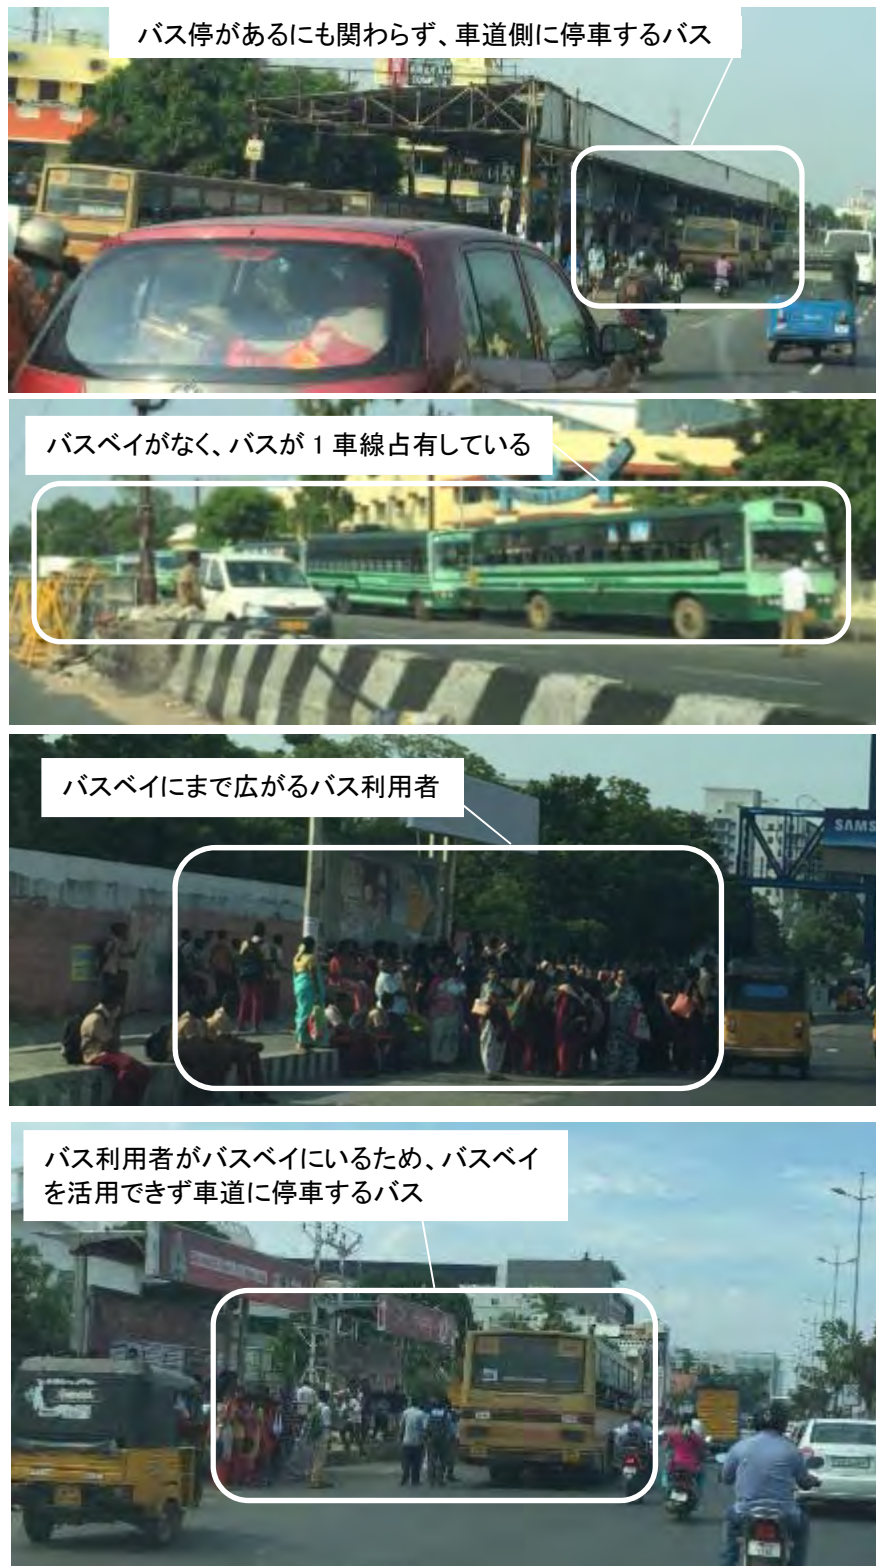 バス停があるにも関わらず、車道側に停車するバス
バスベイがなく、バスが 1 車線占有している
バスベイにまで広がるバス利用者
SAMS
バス利用者がバスベイにいるため、バスベイ
を活用できず車道に停車するバス